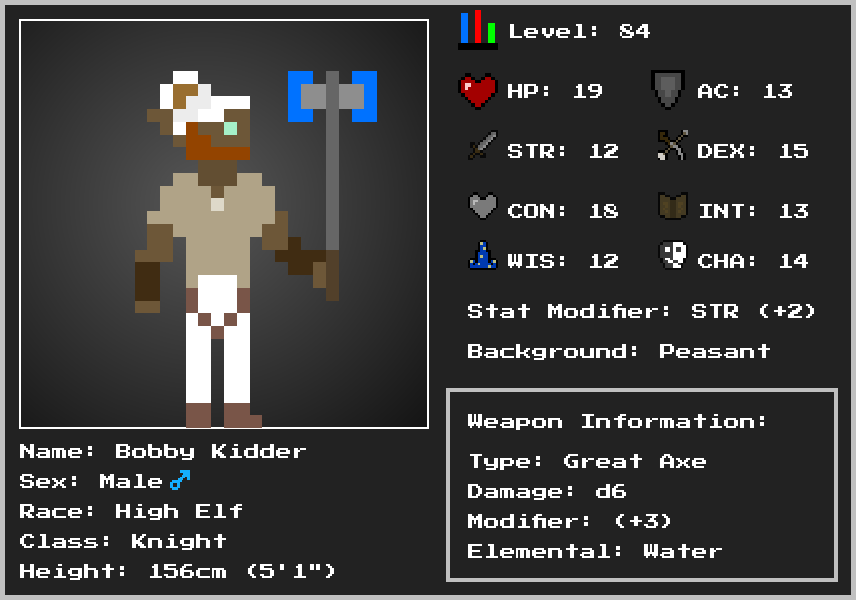 Level: 84
HP: 19 AC: 13
STR: 12 DEX: 15
CON: 18 INT: 13
WIS: 12 CHA: 14
Stat Modifier: STR (+2)
Background: Peasant
Weapon Information:
Type: Great Axe
Damage: d6
Modifier: (+3)
Elemental: Water
Name: Bobby Kidder
Sex: Male♂
Race: High Elf
Class: Knight
Height: 156cm (5'1")